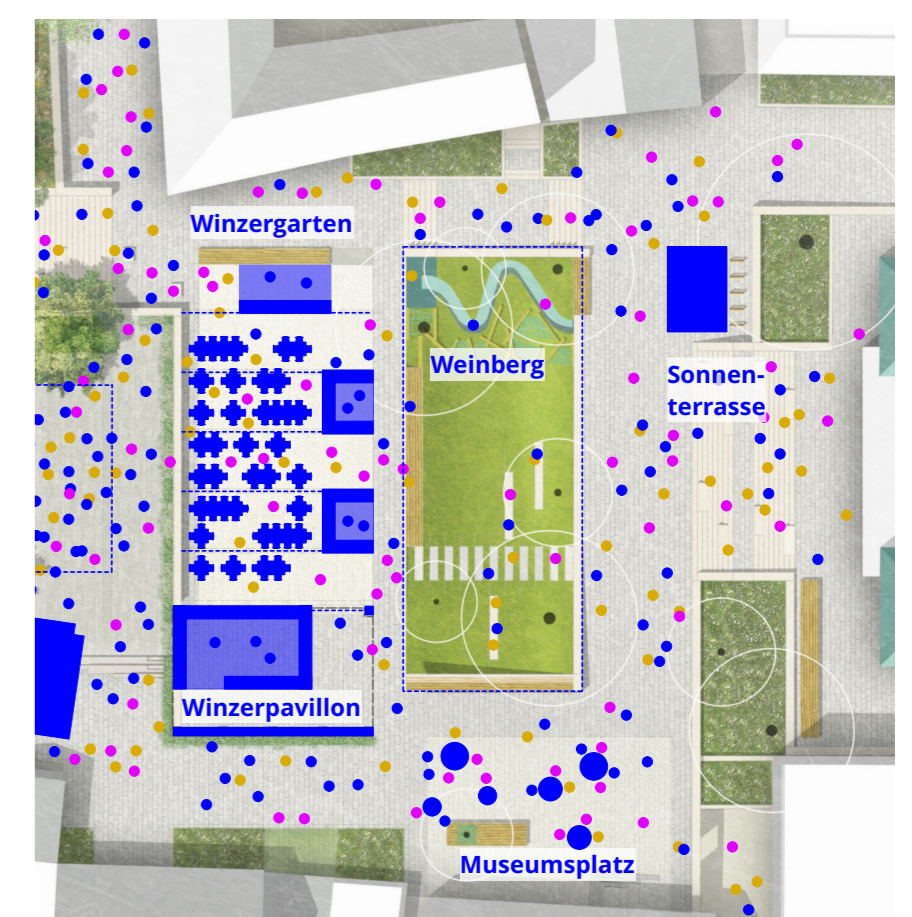 Winzergarten
Weinberg
Sonnen-
terrasse
Winzerpavillon
Museumsplatz